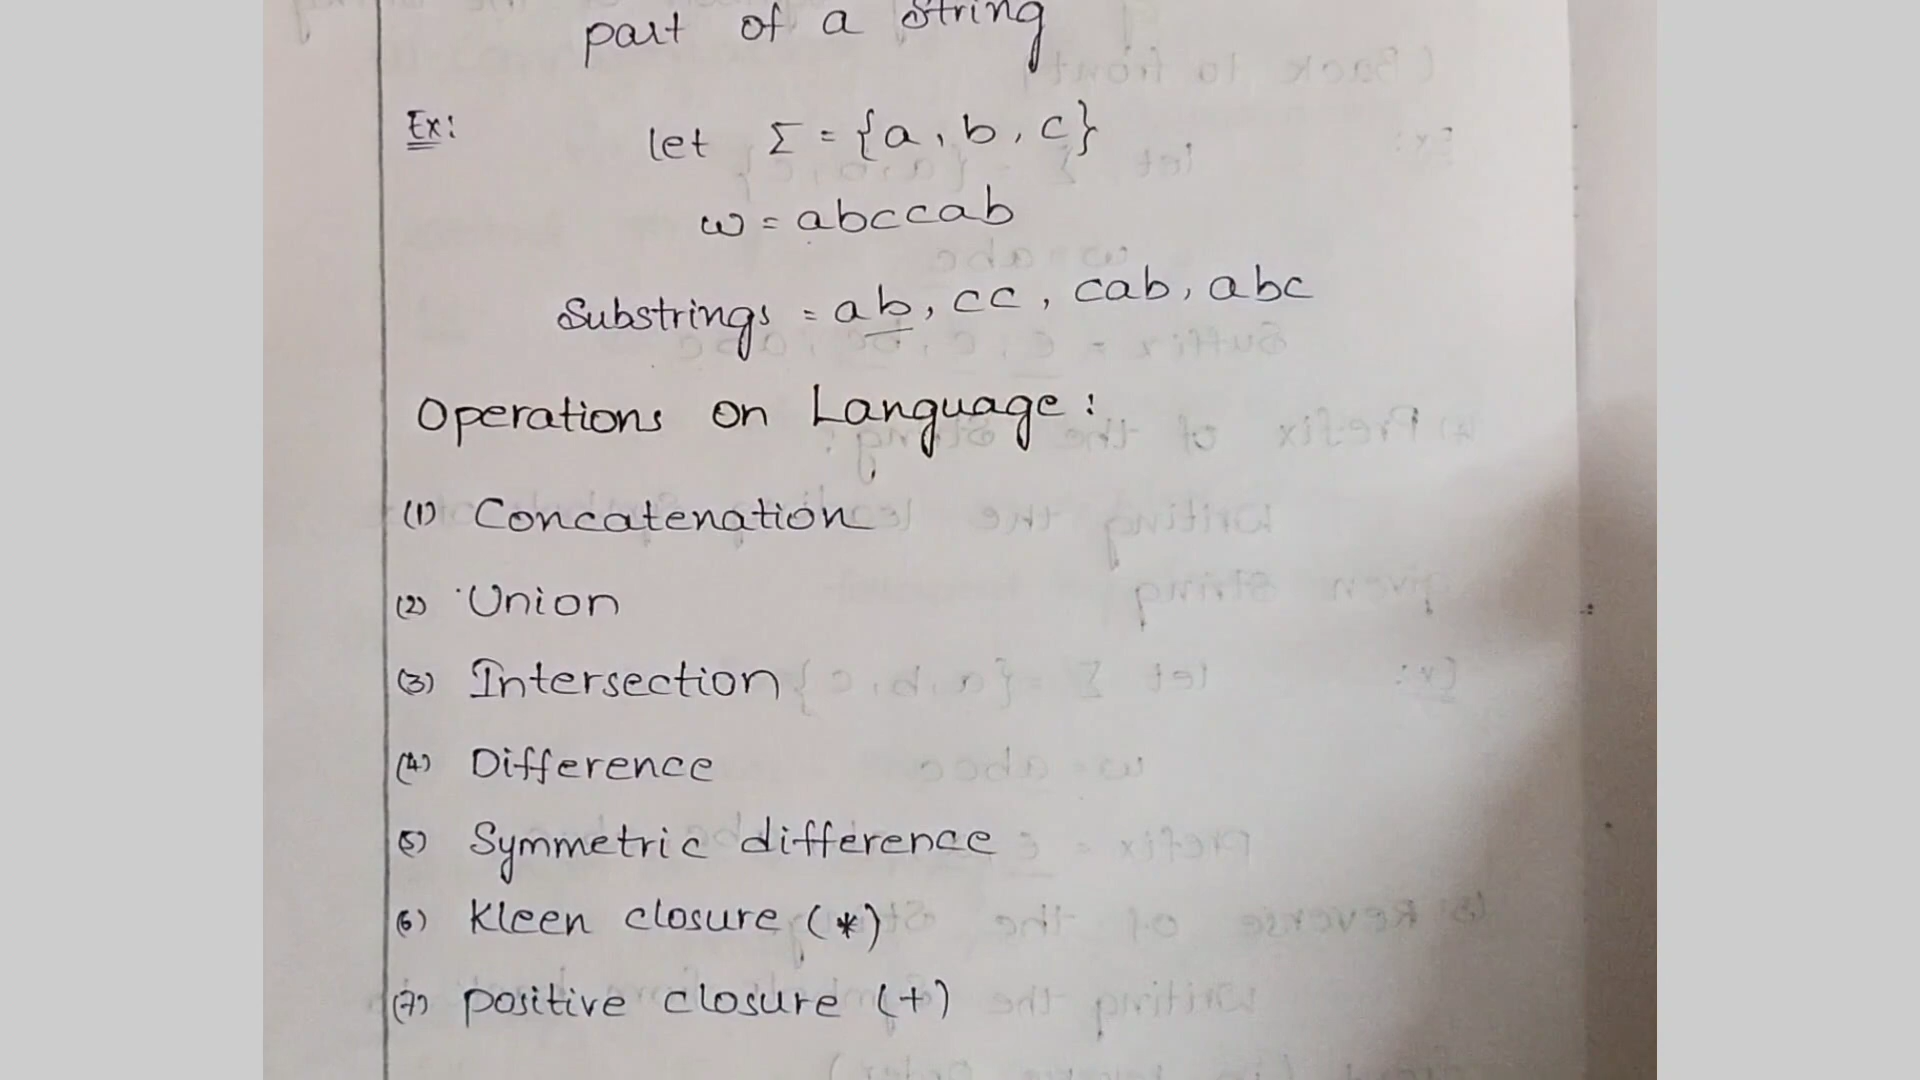 part of a string
Ex:
let Σ = {a, b, c}
w = abccab
Substrings = ab, cc, cab, abc
Operations on Language:
(1) Concatenation
(2) Union
(3) Intersection
(4) Difference
(5) Symmetric difference
(6) Kleen closure (*)
(7) positive closure (+)